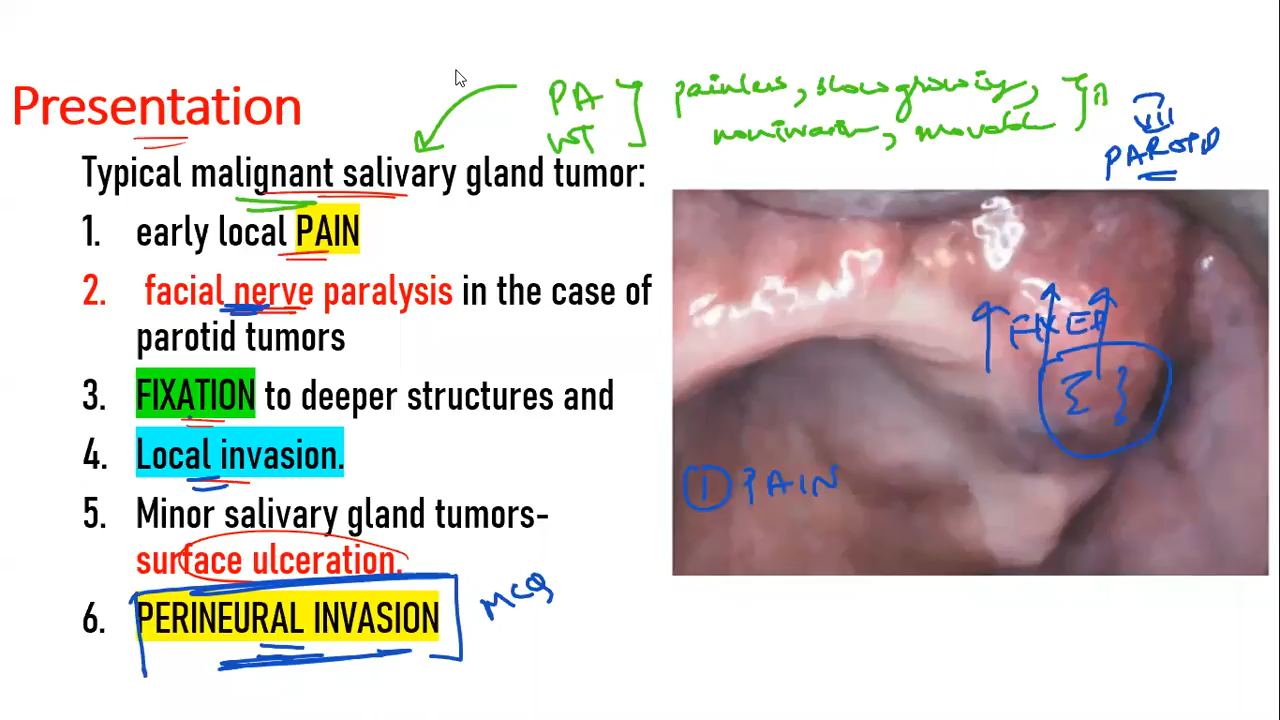 Presentation
PA } painless, slow growing, }
WT
VII
PAROTID
Typical malignant salivary gland tumor:
1. early local PAIN
2. facial nerve paralysis in the case of
parotid tumors
3. FIXATION to deeper structures and
4. Local invasion.
5. Minor salivary gland tumors-
surface ulceration.
6. PERINEURAL INVASION
MCQ
FIXED
① PAIN